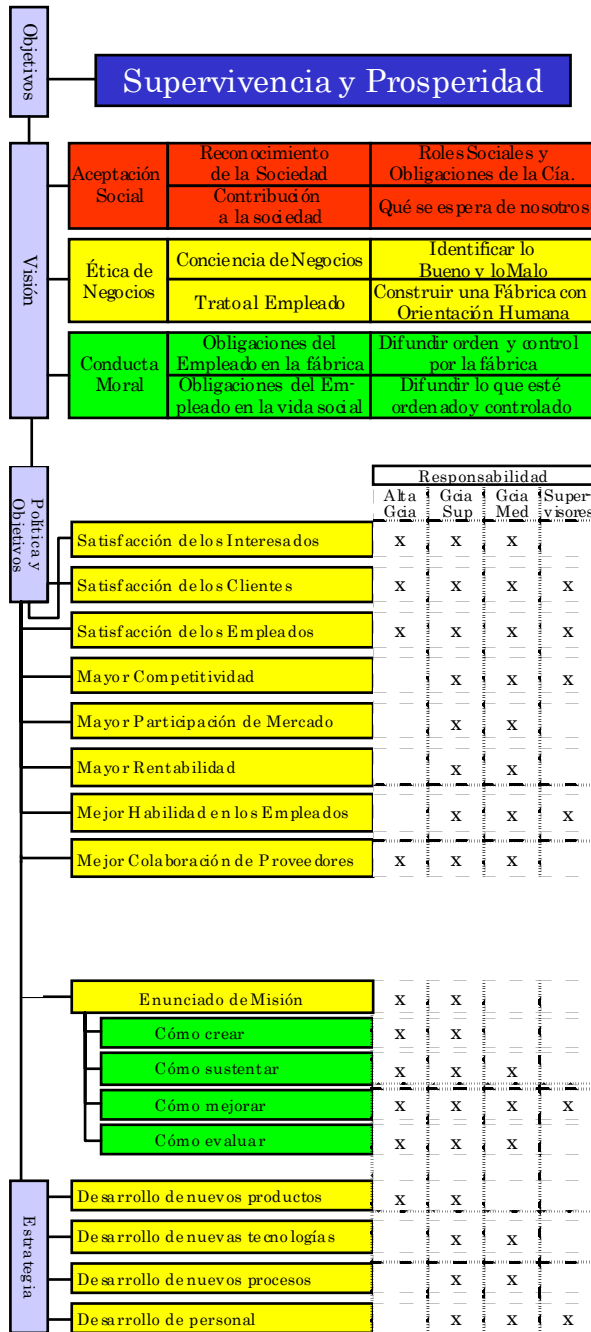 Objetivos
Supervivencia y Prosperidad
Visión
Aceptación
Social
Reconocimiento
de la Sociedad
Roles Sociales y
Obligaciones de la Cía.
Contribución
a la sociedad
Qué se espera de nosotros
Ética de
Negocios
Conciencia de Negocios
Identificar lo
Bueno y lo Malo
Trato al Empleado
Construir una Fábrica con
Orientación Humana
Conducta
Moral
Obligaciones del
Empleado en la fábrica
Difundir orden y control
por la fábrica
Obligaciones del Em-
pleado en la vida social
Difundir lo que esté
ordenado y controlado
Política y
Objetivos
Responsabilidad
Alta
Gcia
Gcia
Sup
Gcia
Med
Super-
visores
Satisfacción de los Interesados x x x
Satisfacción de los Clientes x x x x
Satisfacción de los Empleados x x x x
Mayor Competitividad x x x
Mayor Participación de Mercado x x
Mayor Rentabilidad x x
Mejor Habilidad en los Empleados x x x
Mejor Colaboración de Proveedores x x x
Enunciado de Misión x x
Cómo crear x x
Cómo sustentar x x x
Cómo mejorar x x x x
Cómo evaluar x x x
Estrategia
Desarrollo de nuevos productos x x
Desarrollo de nuevas tecnologías x x
Desarrollo de nuevos procesos x x
Desarrollo de personal x x x